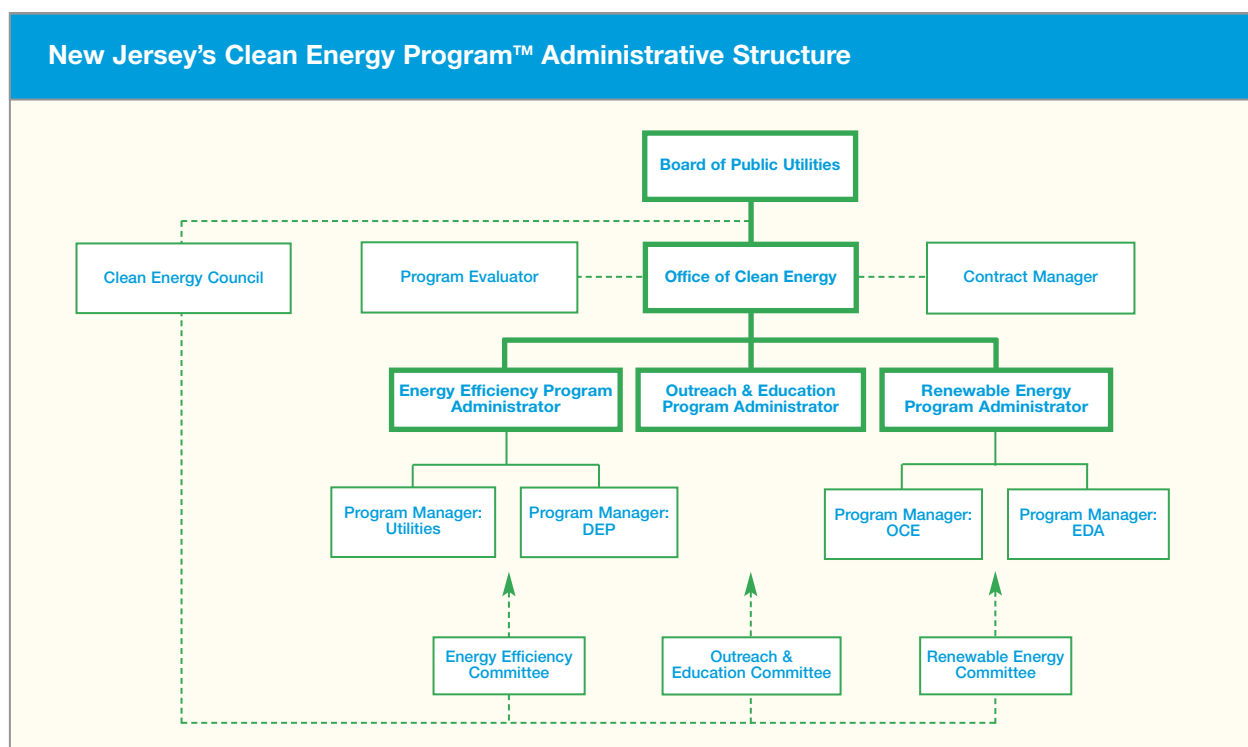 New Jersey’s Clean Energy Program™ Administrative Structure
Board of Public Utilities
Clean Energy Council
Program Evaluator
Office of Clean Energy
Contract Manager
Energy Efficiency Program
Administrator
Outreach & Education
Program Administrator
Renewable Energy
Program Administrator
Program Manager:
Utilities
Program Manager:
DEP
Program Manager:
OCE
Program Manager:
EDA
Energy Efficiency
Committee
Outreach &
Education Committee
Renewable Energy
Committee